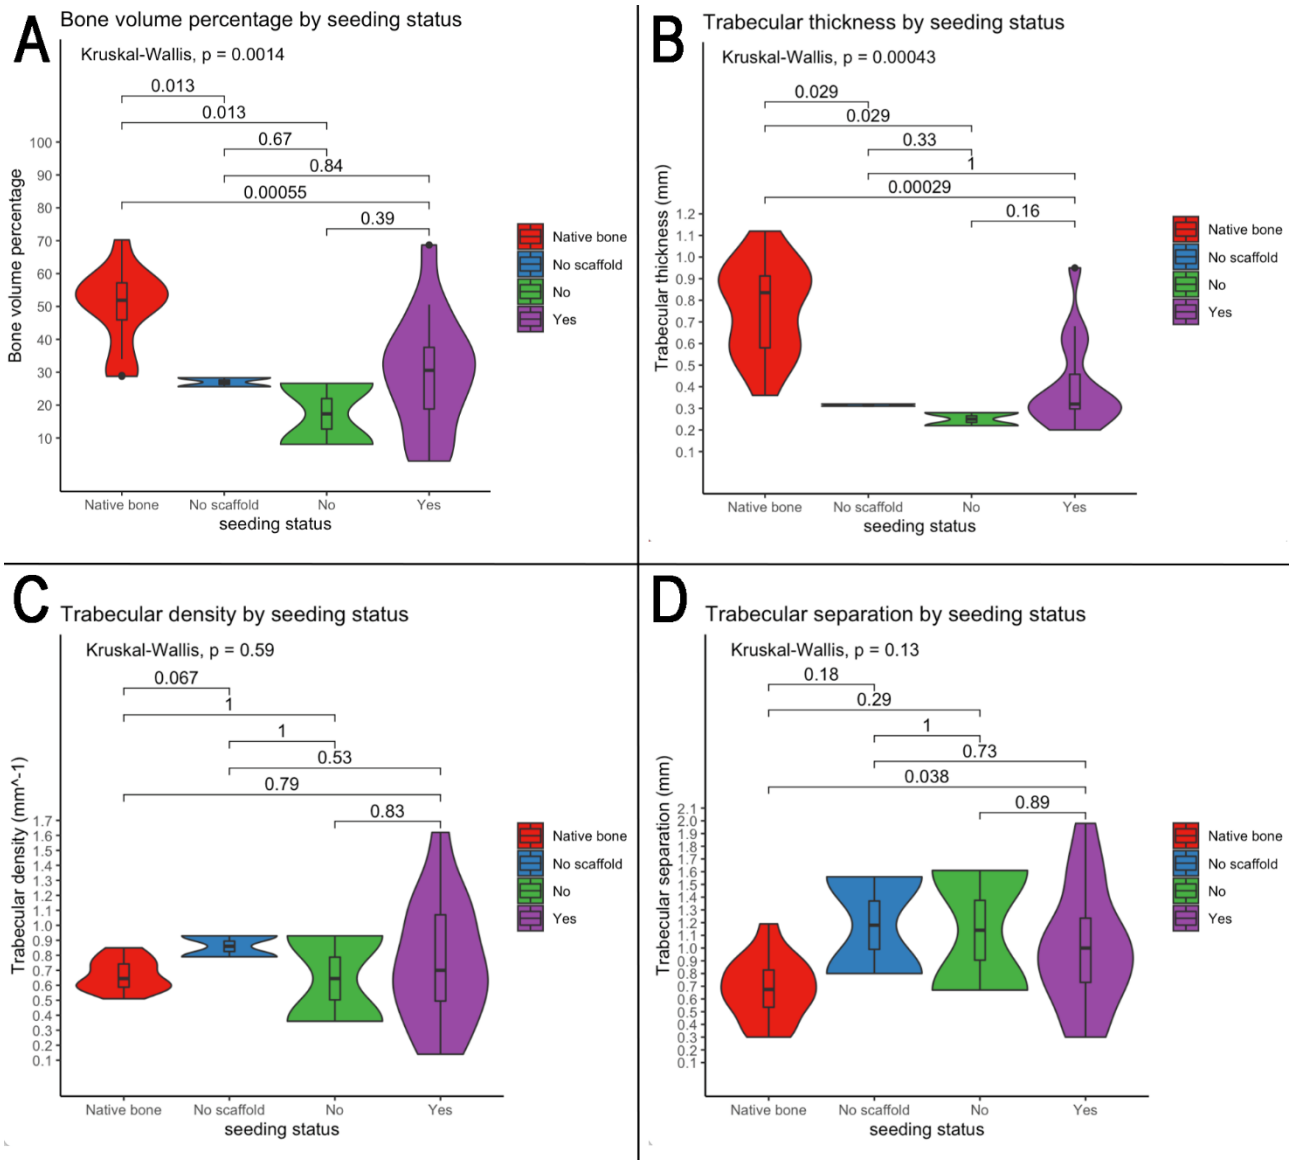 A
Bone volume percentage by seeding status
Kruskal-Wallis, p = 0.0014
0.013
0.013
0.67
0.84
0.00055
0.39
Bone volume percentage
100
90
80
70
60
50
40
30
20
10
Native bone
No scaffold
No
Yes
seeding status
Native bone
No scaffold
No
Yes
B
Trabecular thickness by seeding status
Kruskal-Wallis, p = 0.00043
0.029
0.029
0.33
1
0.00029
0.16
Trabecular thickness (mm)
1.2
1.1
1.0
0.9
0.8
0.7
0.6
0.5
0.4
0.3
0.2
0.1
Native bone
No scaffold
No
Yes
seeding status
Native bone
No scaffold
No
Yes
C
Trabecular density by seeding status
Kruskal-Wallis, p = 0.59
0.067
1
1
0.53
0.79
0.83
Trabecular density (mm^-1)
1.7
1.6
1.5
1.4
1.3
1.2
1.1
1.0
0.9
0.8
0.7
0.6
0.5
0.4
0.3
0.2
0.1
Native bone
No scaffold
No
Yes
seeding status
Native bone
No scaffold
No
Yes
D
Trabecular separation by seeding status
Kruskal-Wallis, p = 0.13
0.18
0.29
1
0.73
0.038
0.89
Trabecular separation (mm)
2.1
2.0
1.9
1.8
1.7
1.6
1.5
1.4
1.3
1.2
1.1
1.0
0.9
0.8
0.7
0.6
0.5
0.4
0.3
0.2
0.1
Native bone
No scaffold
No
Yes
seeding status
Native bone
No scaffold
No
Yes